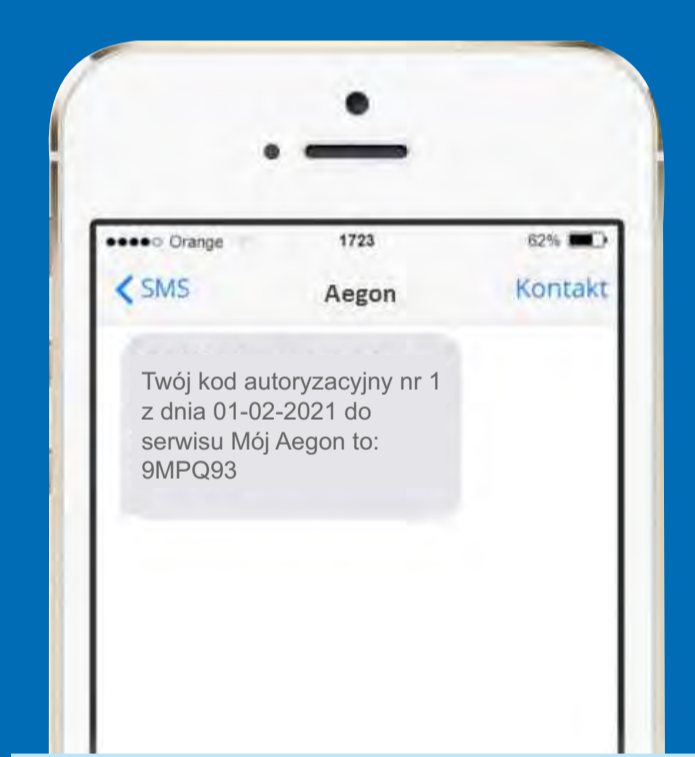 Orange 1723 62%
SMS Aegon Kontakt
Twój kod autoryzacyjny nr 1
z dnia 01-02-2021 do
serwisu Mój Aegon to:
9MPQ93